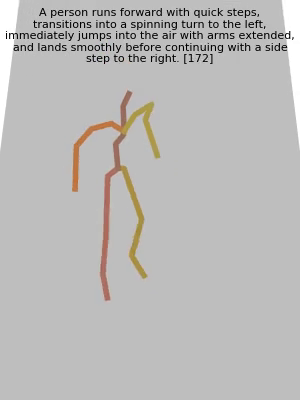 A person runs forward with quick steps,
transitions into a spinning turn to the left,
immediately jumps into the air with arms extended,
and lands smoothly before continuing with a side
step to the right. [172]